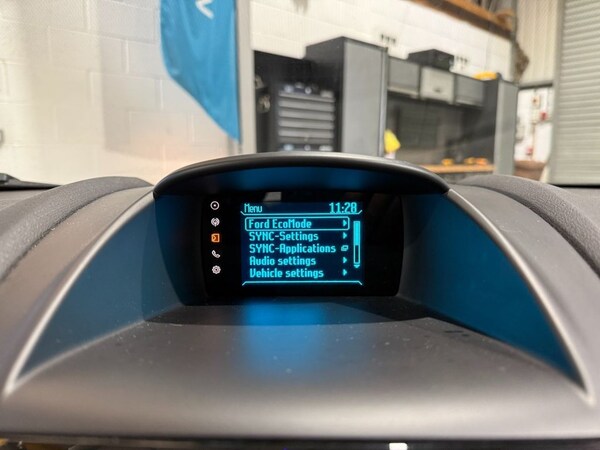 Menu 11:28
Ford EcoMode
SYNC-Settings
SYNC-Applications
Audio settings
Vehicle settings